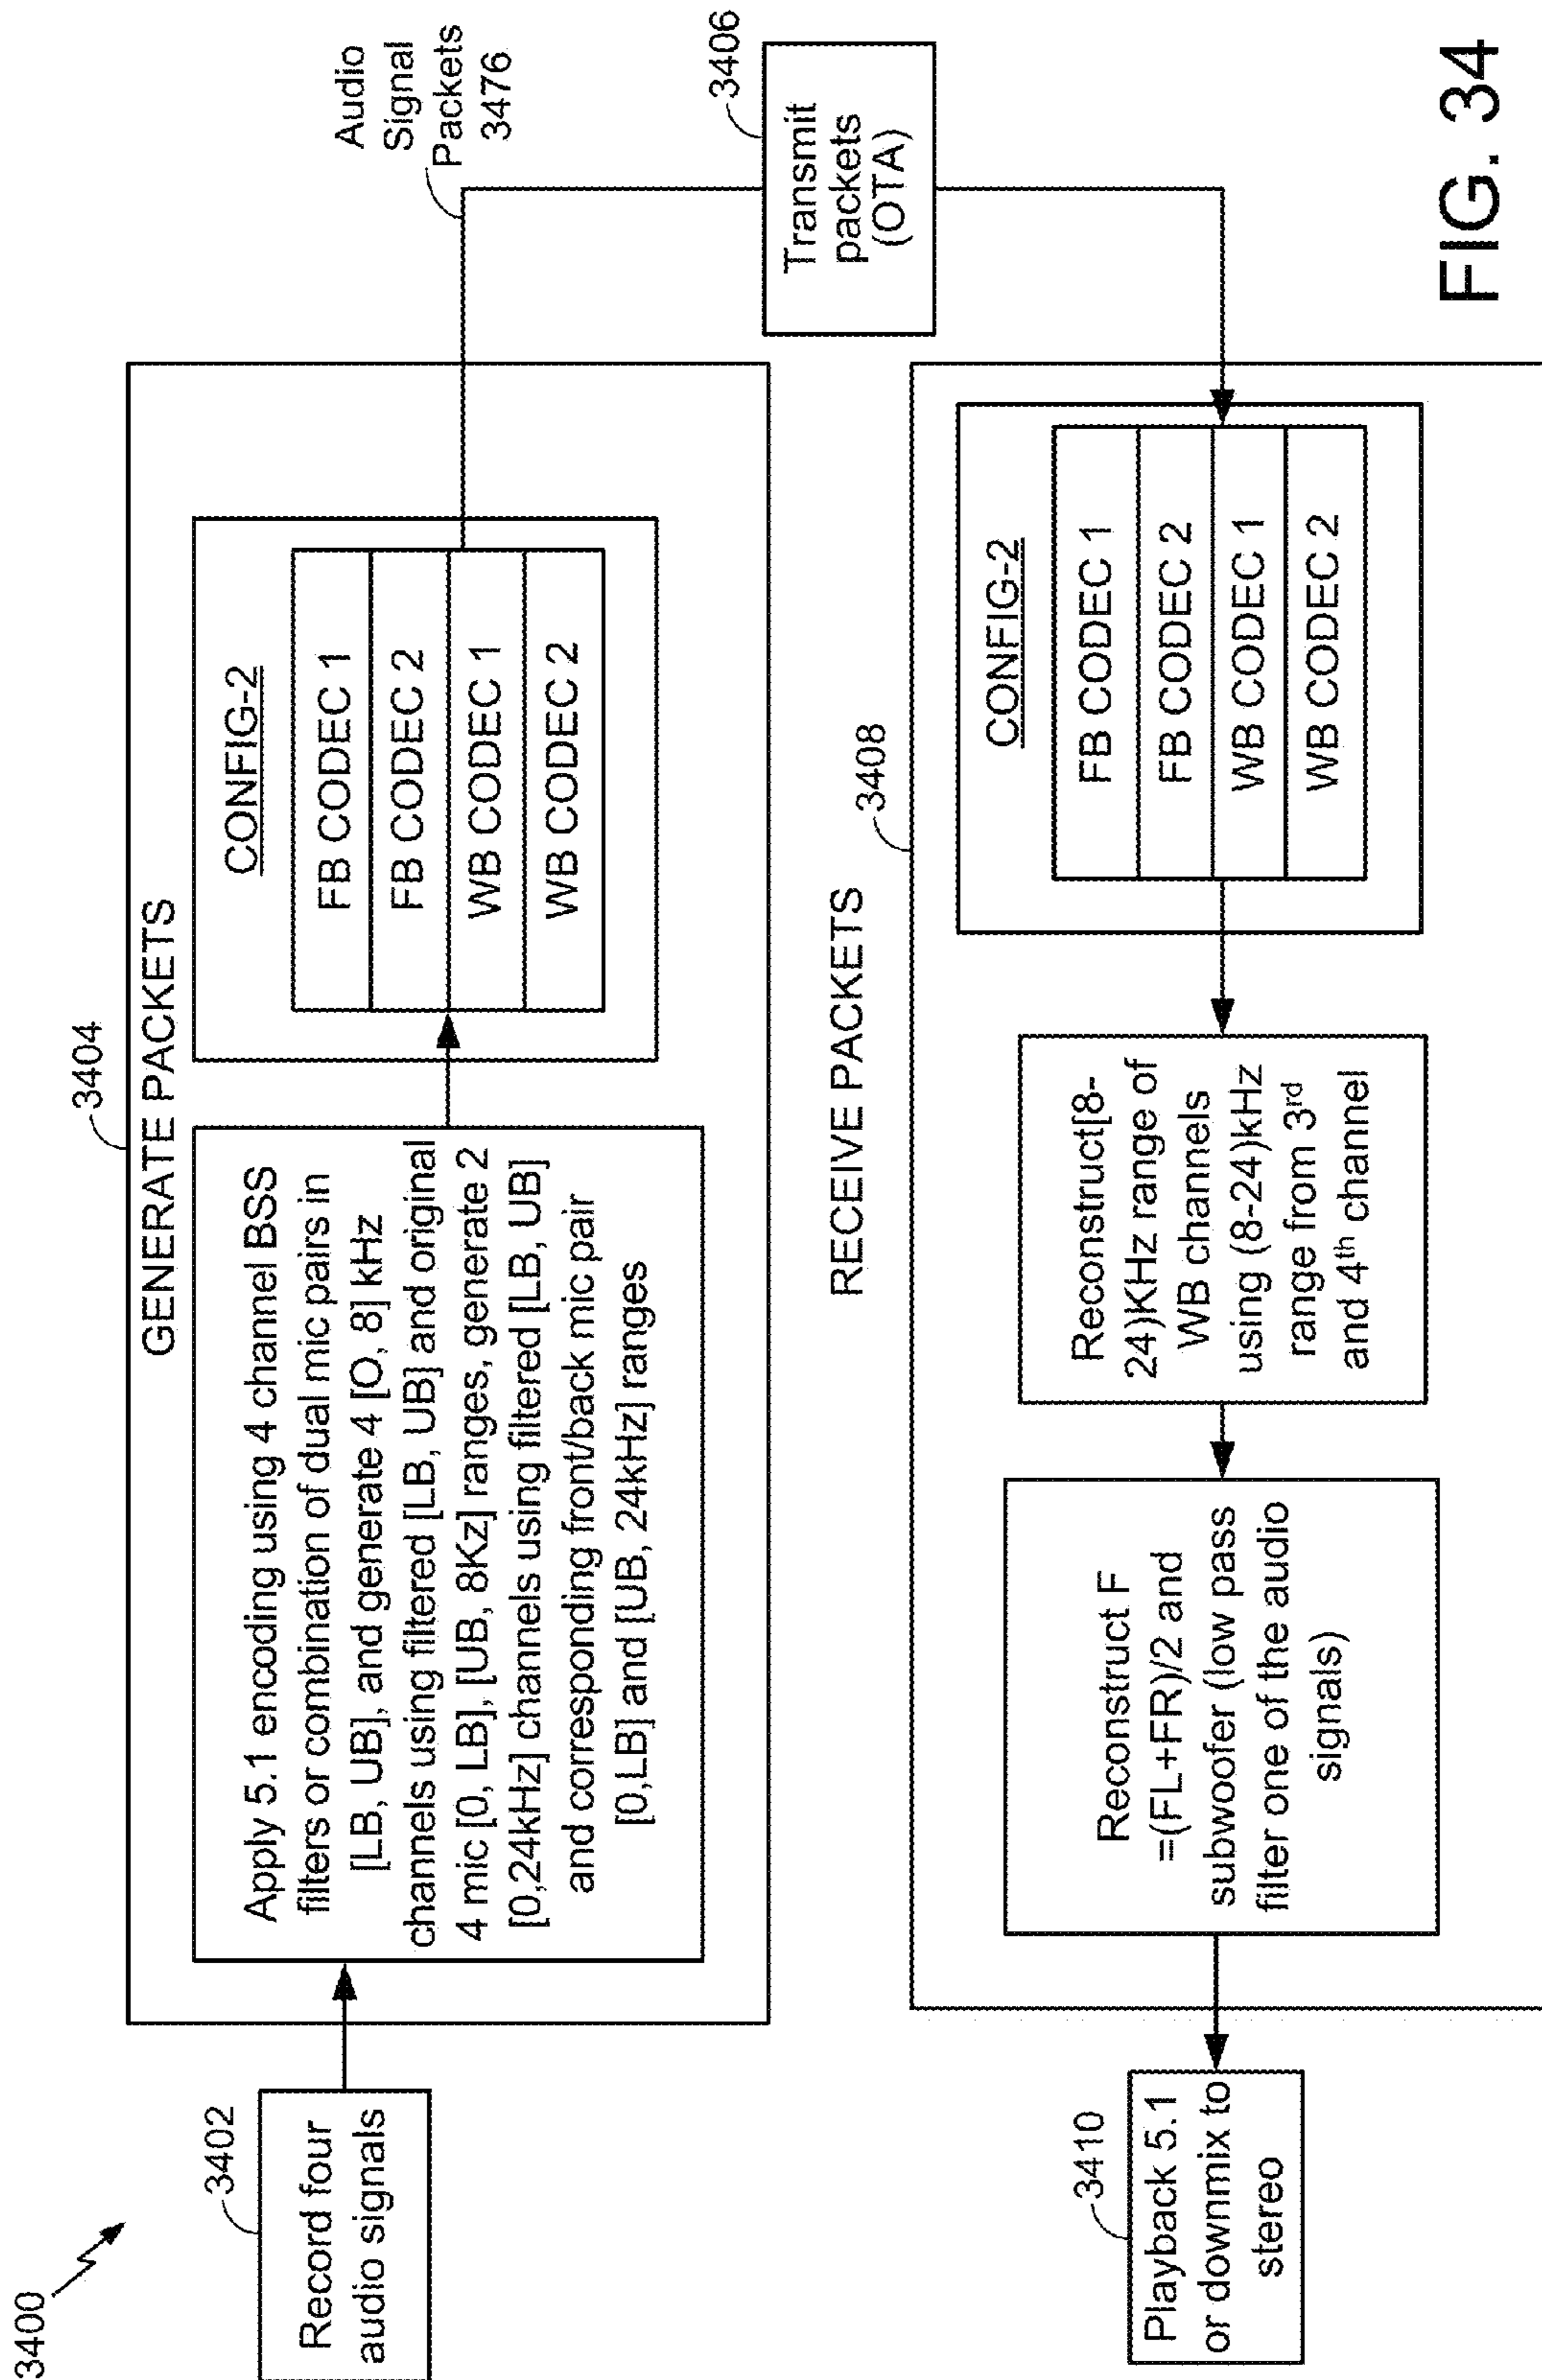 3400
3402
Record four
audio signals
3404
GENERATE PACKETS
Apply 5.1 encoding using 4 channel BSS
filters or combination of dual mic pairs in
[LB, UB], and generate 4 [O, 8] kHz
channels using filtered [LB, UB] and original
4 mic [0, LB], [UB, 8Kz] ranges, generate 2
[0,24kHz] channels using filtered [LB, UB]
and corresponding front/back mic pair
[0,LB] and [UB, 24kHz] ranges
CONFIG-2
FB CODEC 1
FB CODEC 2
WB CODEC 1
WB CODEC 2
Audio
Signal
Packets
3476
3406
Transmit
packets
(OTA)
RECEIVE PACKETS
3408
CONFIG-2
FB CODEC 1
FB CODEC 2
WB CODEC 1
WB CODEC 2
Reconstruct[8-
24)KHz range of
WB channels
using (8-24)kHz
range from 3rd
and 4th channel
Reconstruct F
=(FL+FR)/2 and
subwoofer (low pass
filter one of the audio
signals)
3410
Playback 5.1
or downmix to
stereo
FIG. 34